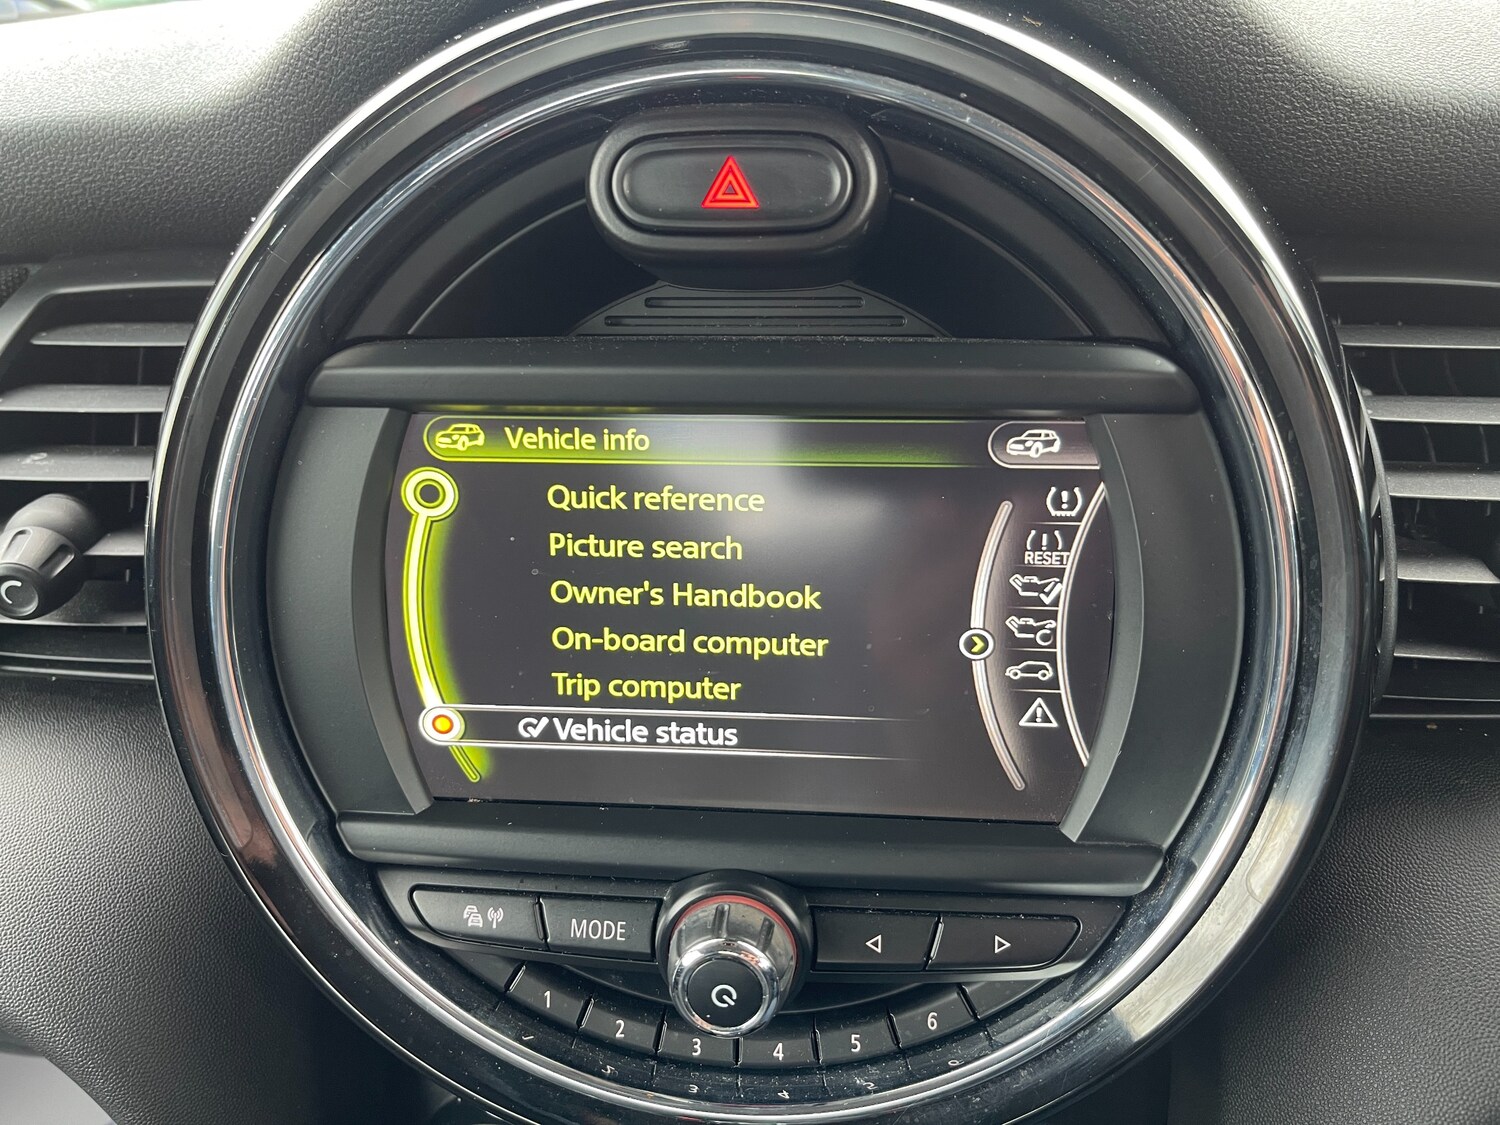 Vehicle info
Quick reference
Picture search
Owner's Handbook
On-board computer
Trip computer
Vehicle status
RESET
MODE
1 2 3 4 5 6